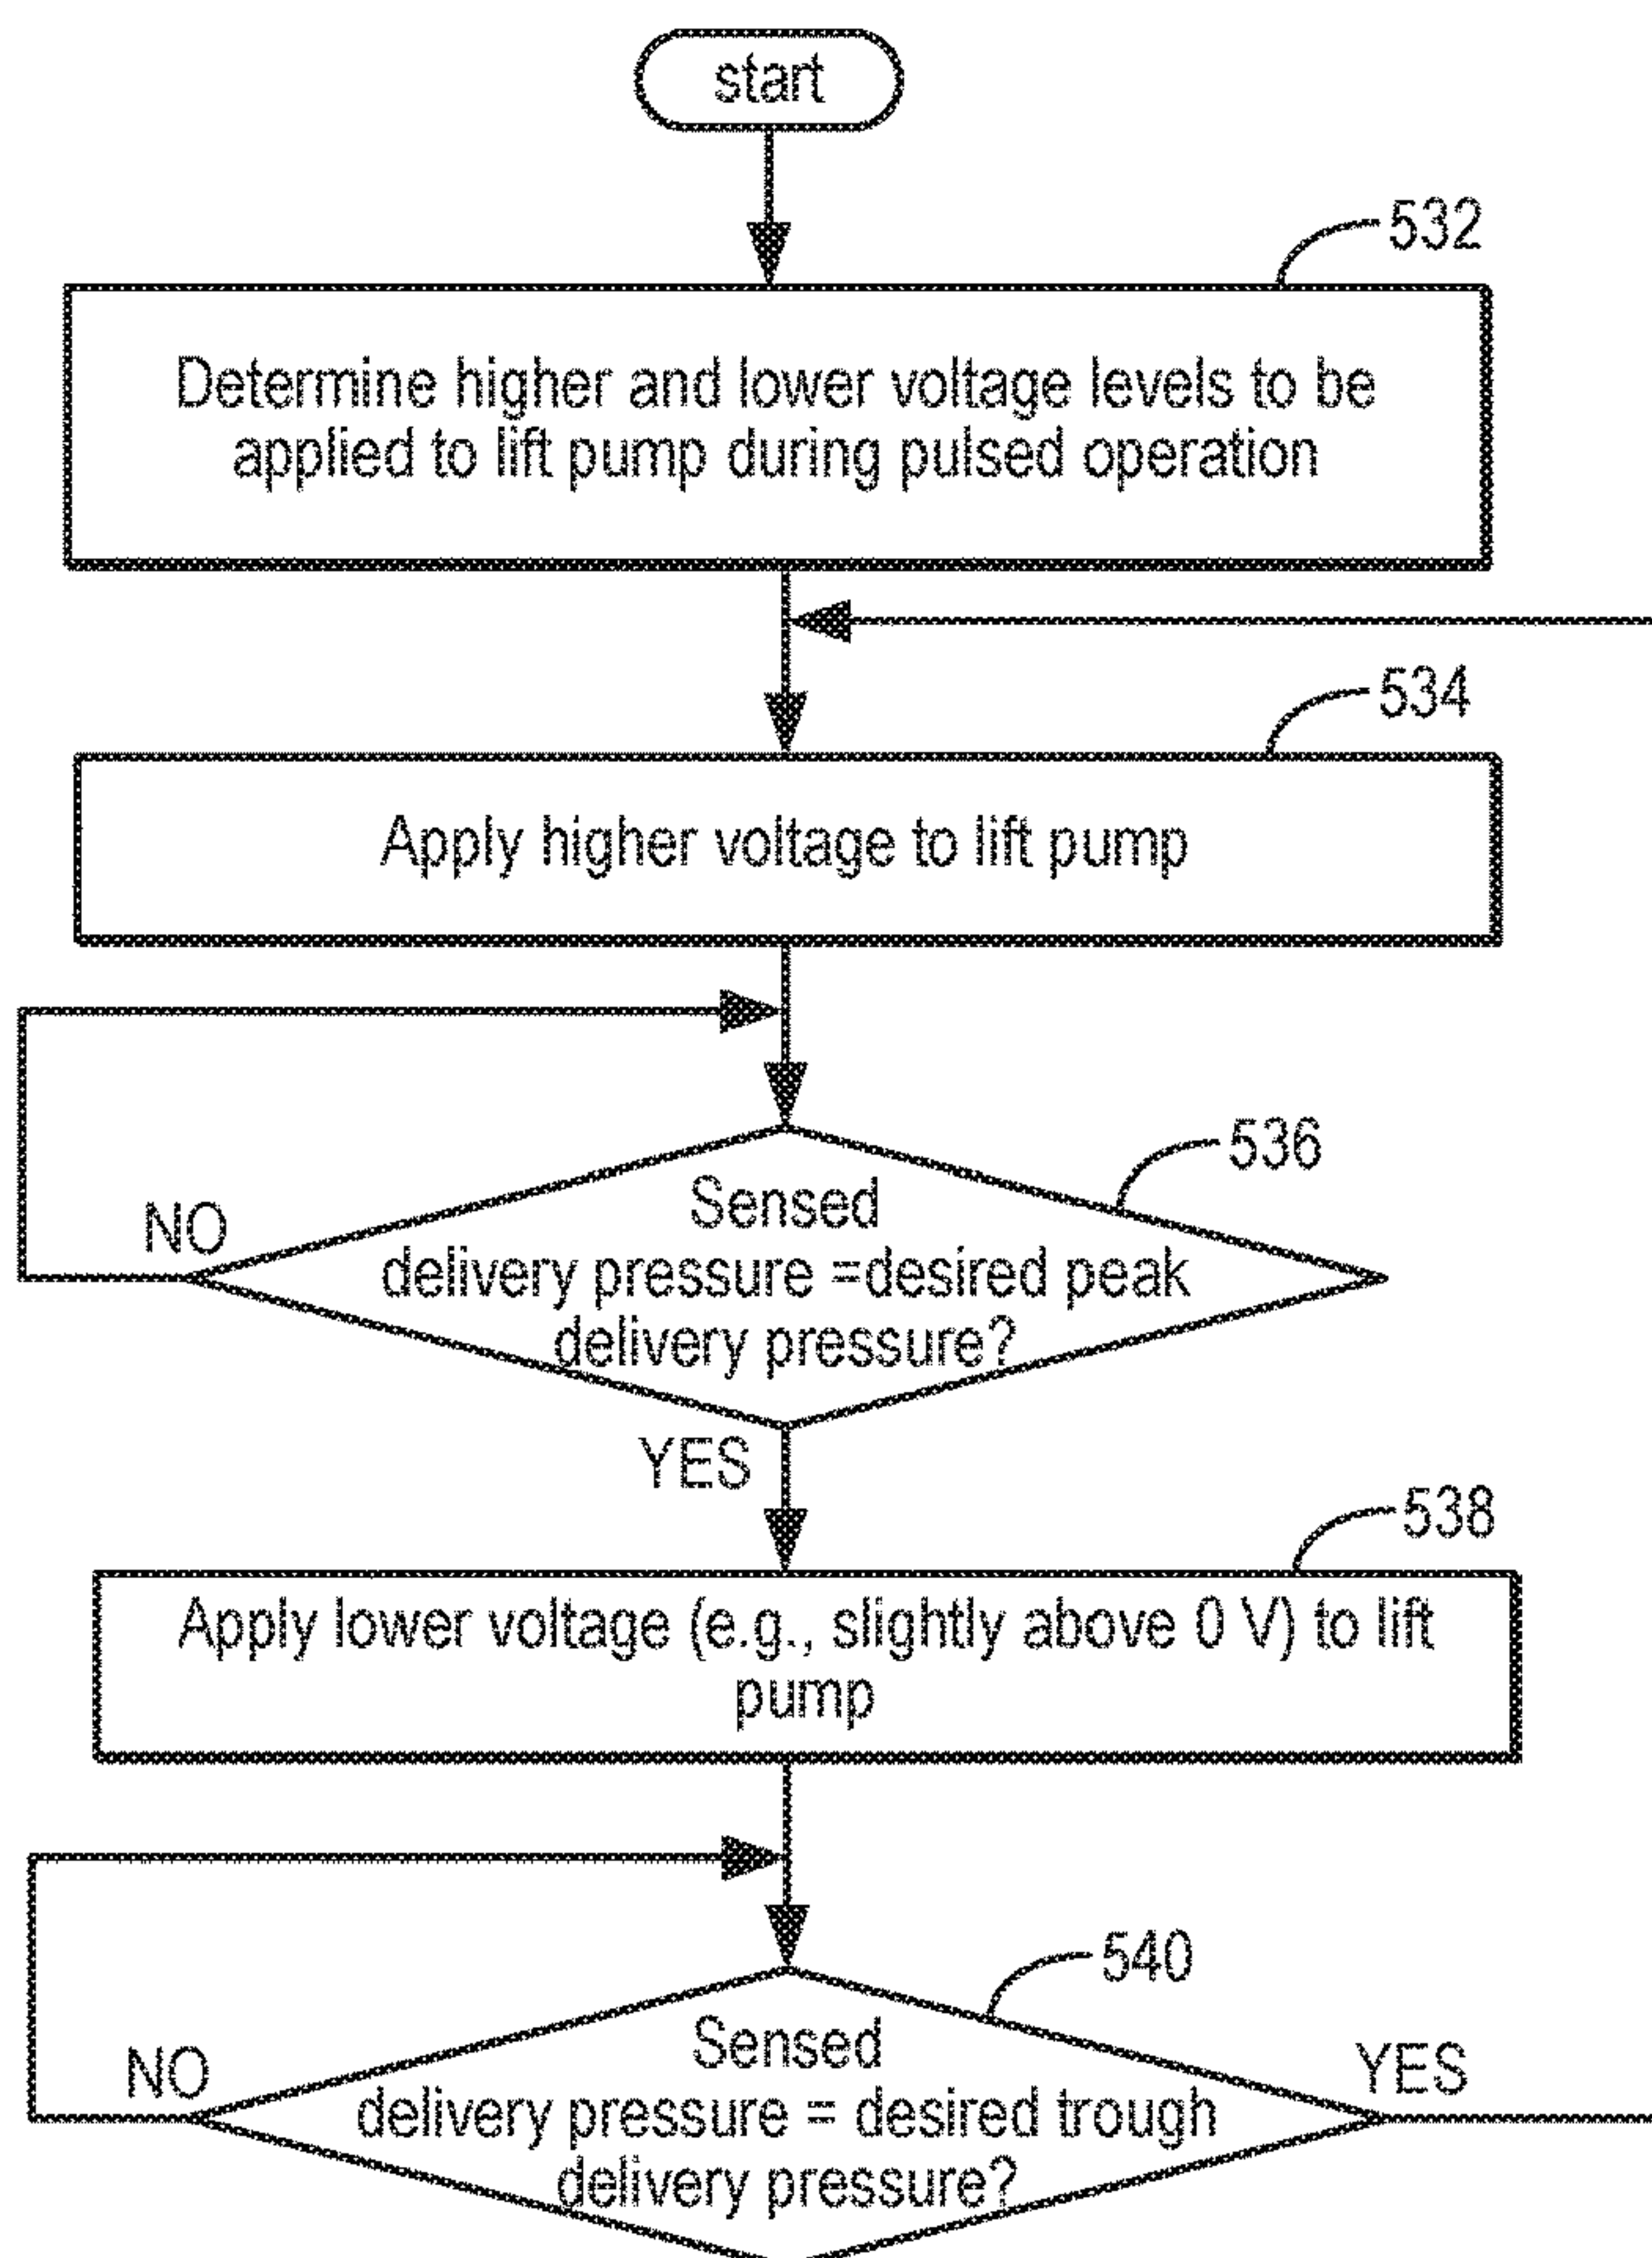 start
532
Determine higher and lower voltage levels to be
applied to lift pump during pulsed operation
534
Apply higher voltage to lift pump
536
Sensed
delivery pressure =desired peak
delivery pressure?
NO
YES
538
Apply lower voltage (e.g., slightly above 0 V) to lift
pump
540
Sensed
delivery pressure = desired trough
delivery pressure?
NO
YES